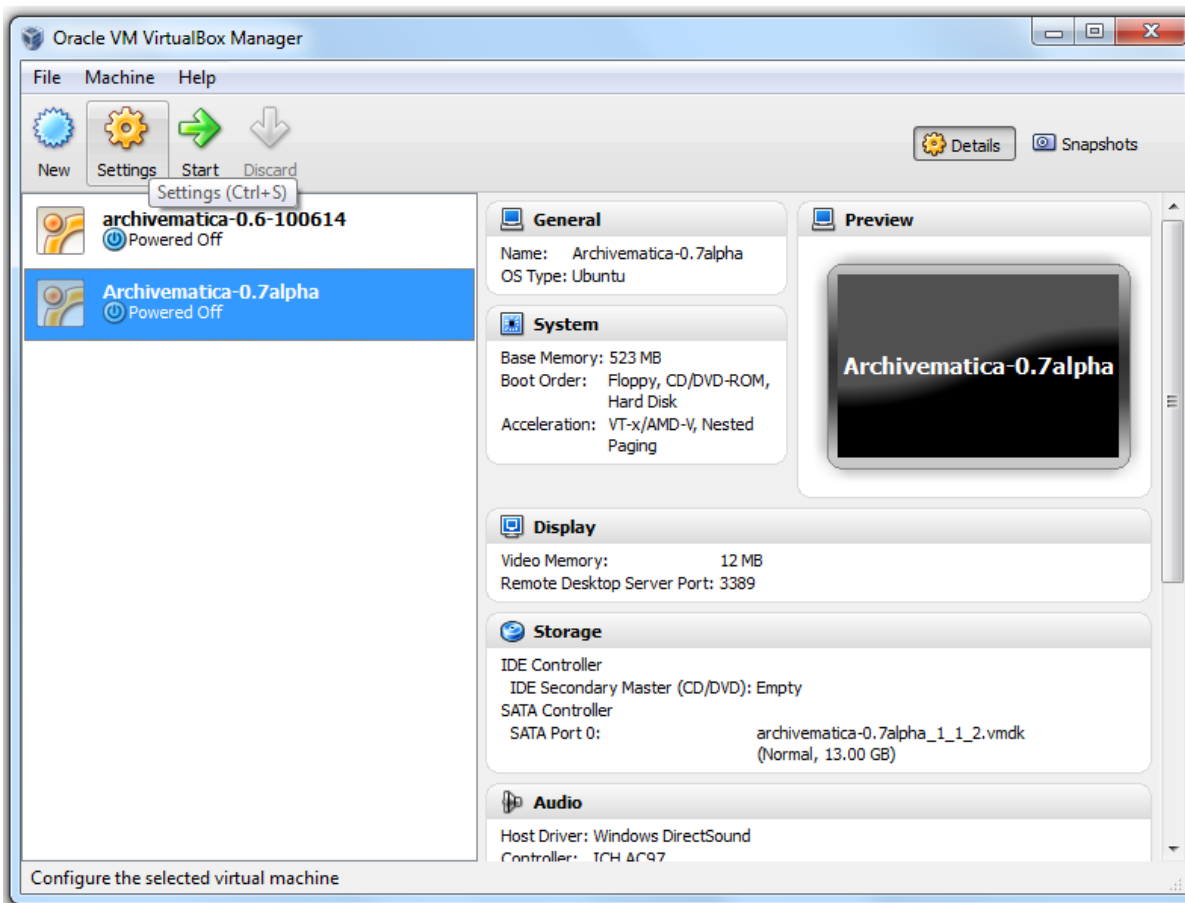 Oracle VM VirtualBox Manager
File Machine Help
New Settings Start Discard
Details Snapshots
Settings (Ctrl+S)
archivematica-0.6-100614
Powered Off
Archivematica-0.7alpha
Powered Off
General
Name: Archivematica-0.7alpha
OS Type: Ubuntu
System
Base Memory: 523 MB
Boot Order: Floppy, CD/DVD-ROM,
Hard Disk
Acceleration: VT-x/AMD-V, Nested
Paging
Preview
Archivematica-0.7alpha
Display
Video Memory: 12 MB
Remote Desktop Server Port: 3389
Storage
IDE Controller
IDE Secondary Master (CD/DVD): Empty
SATA Controller
SATA Port 0: archivematica-0.7alpha_1_1_2.vmdk
(Normal, 13.00 GB)
Audio
Host Driver: Windows DirectSound
Controller: ICH AC97
Configure the selected virtual machine